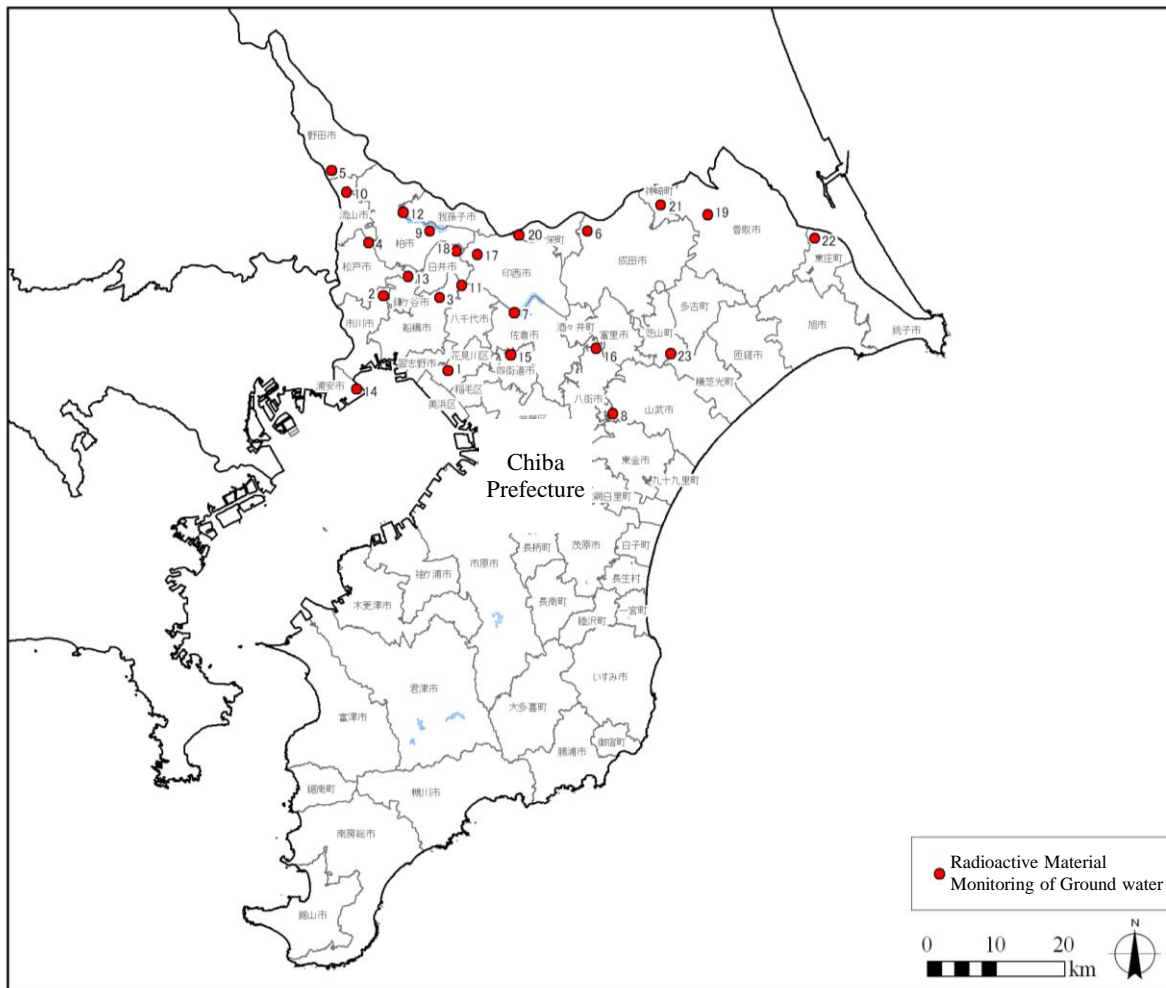 野田市
5
10
流山市
12
我孫子市
9
柏市
4
松戸市
18
17
白井市
20
栄町
6
印西市
成田市
神崎町
21
19
香取市
22
東庄町
13
2
鎌ケ谷市
3
11
市川市
船橋市
八千代市
7
佐倉市
酒々井町
富里市
芝山町
多古町
旭市
銚子市
匝瑳市
習志野市
1
花見川区
15
四街道市
16
23
横芝光町
浦安市
14
稲毛区
美浜区
八街市
8
山武市
Chiba
Prefecture
東金市
九十九里町
白里町
長柄町
茂原市
白子町
市原市
袖ケ浦市
木更津市
長南町
長生村
一宮町
睦沢町
いすみ市
君津市
富津市
大多喜町
御宿町
勝浦市
鋸南町
鴨川市
南房総市
館山市
Radioactive Material
Monitoring of Ground water
N
0 10 20
km